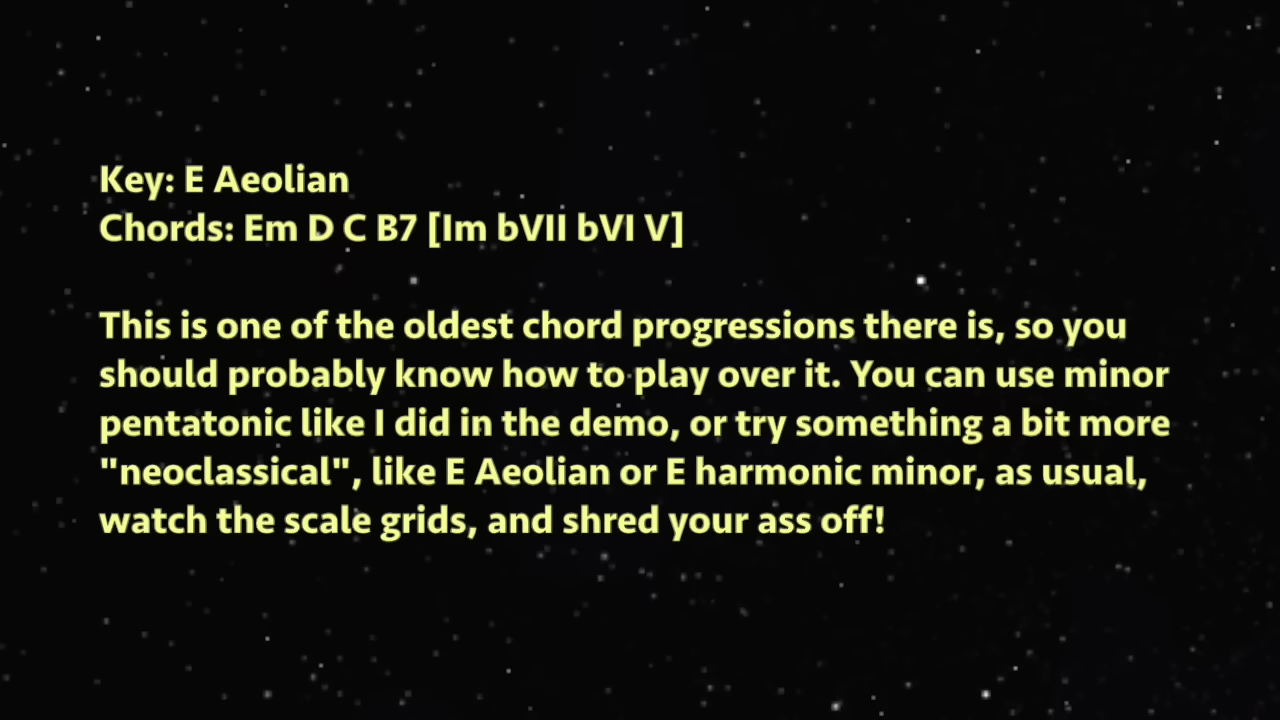 Key: E Aeolian
Chords: Em D C B7 [Im bVII bVI V]
This is one of the oldest chord progressions there is, so you
should probably know how to play over it. You can use minor
pentatonic like I did in the demo, or try something a bit more
"neoclassical", like E Aeolian or E harmonic minor, as usual,
watch the scale grids, and shred your ass off!